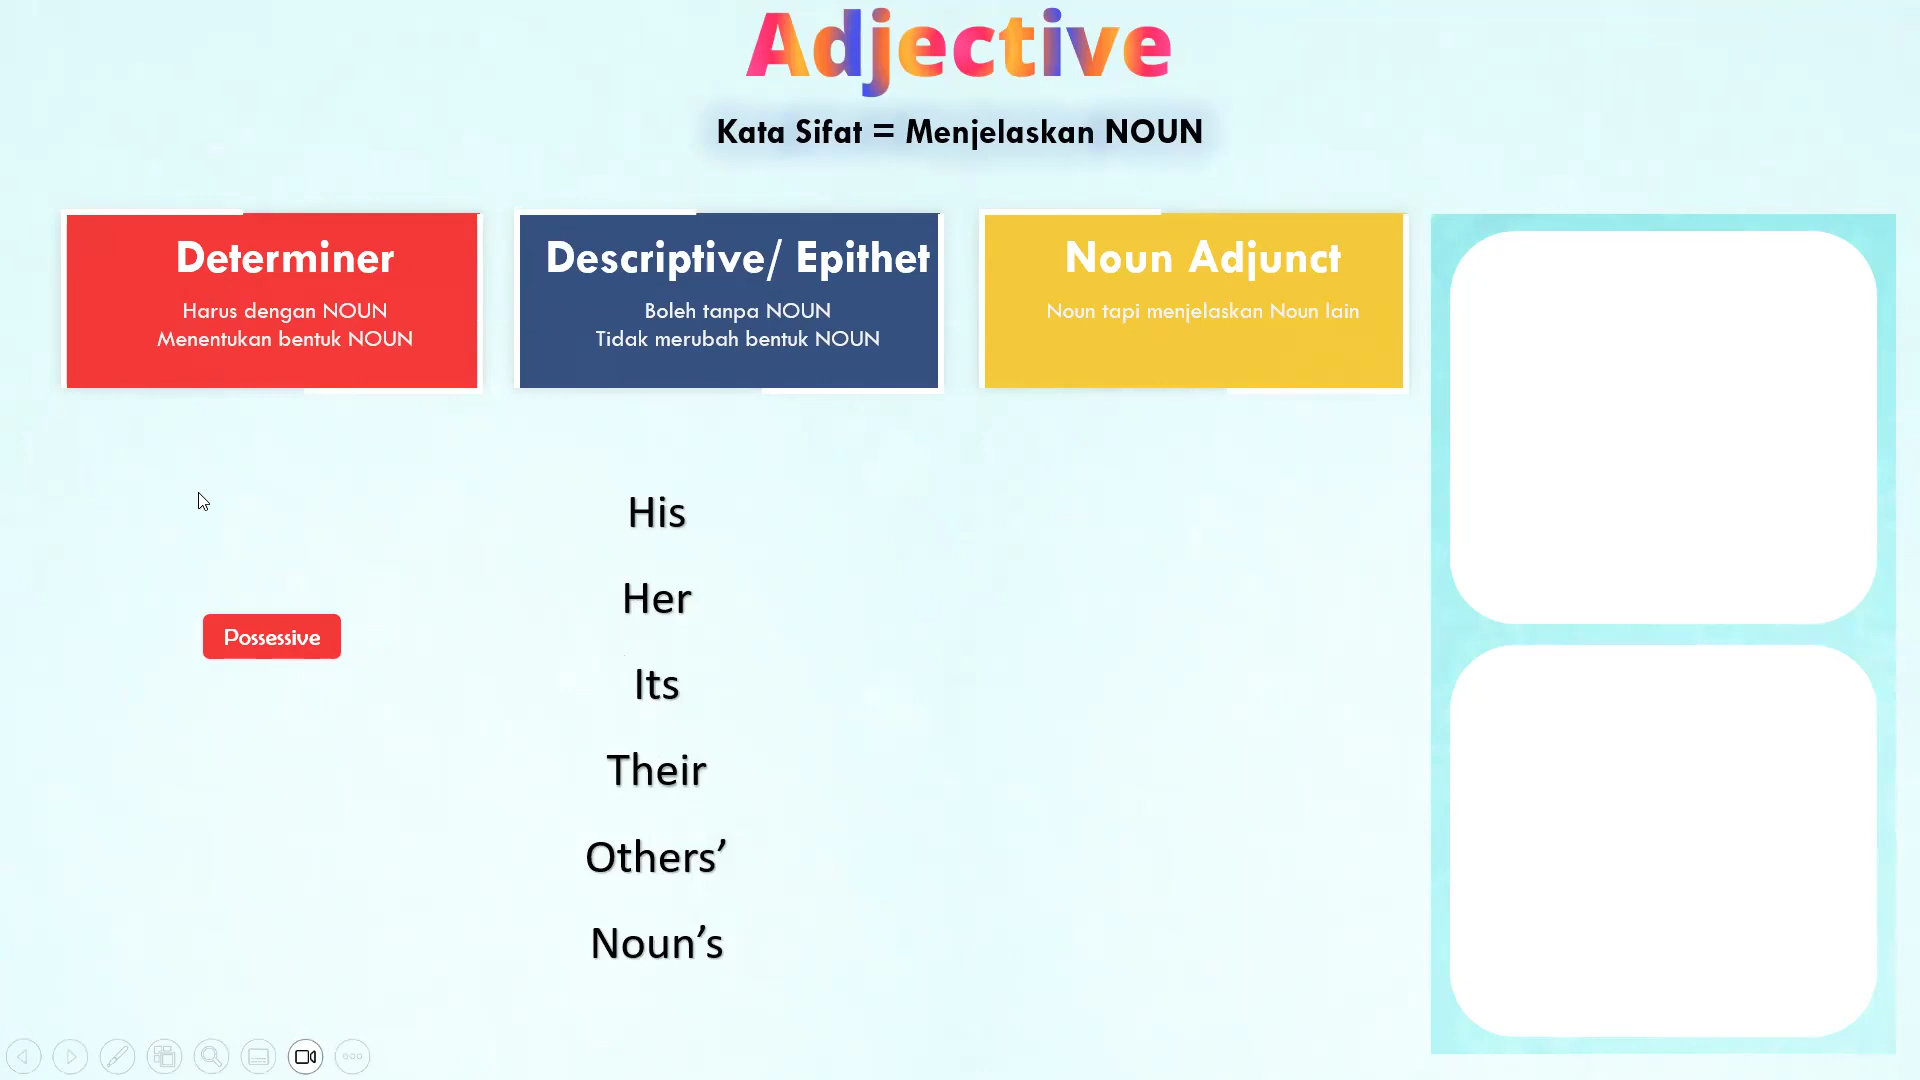 Adjective
Kata Sifat = Menjelaskan NOUN
Determiner
Harus dengan NOUN
Menentukan bentuk NOUN
Descriptive/ Epithet
Boleh tanpa NOUN
Tidak merubah bentuk NOUN
Noun Adjunct
Noun tapi menjelaskan Noun lain
Possessive
His
Her
Its
Their
Others’
Noun’s